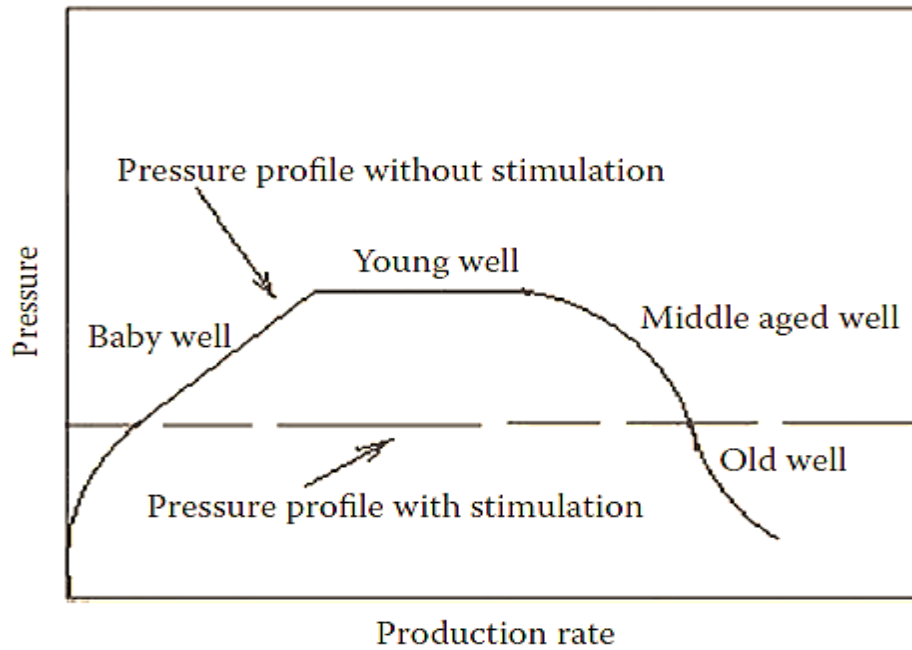 Pressure profile without stimulation
Young well
Middle aged well
Baby well
Pressure
Old well
Pressure profile with stimulation
Production rate